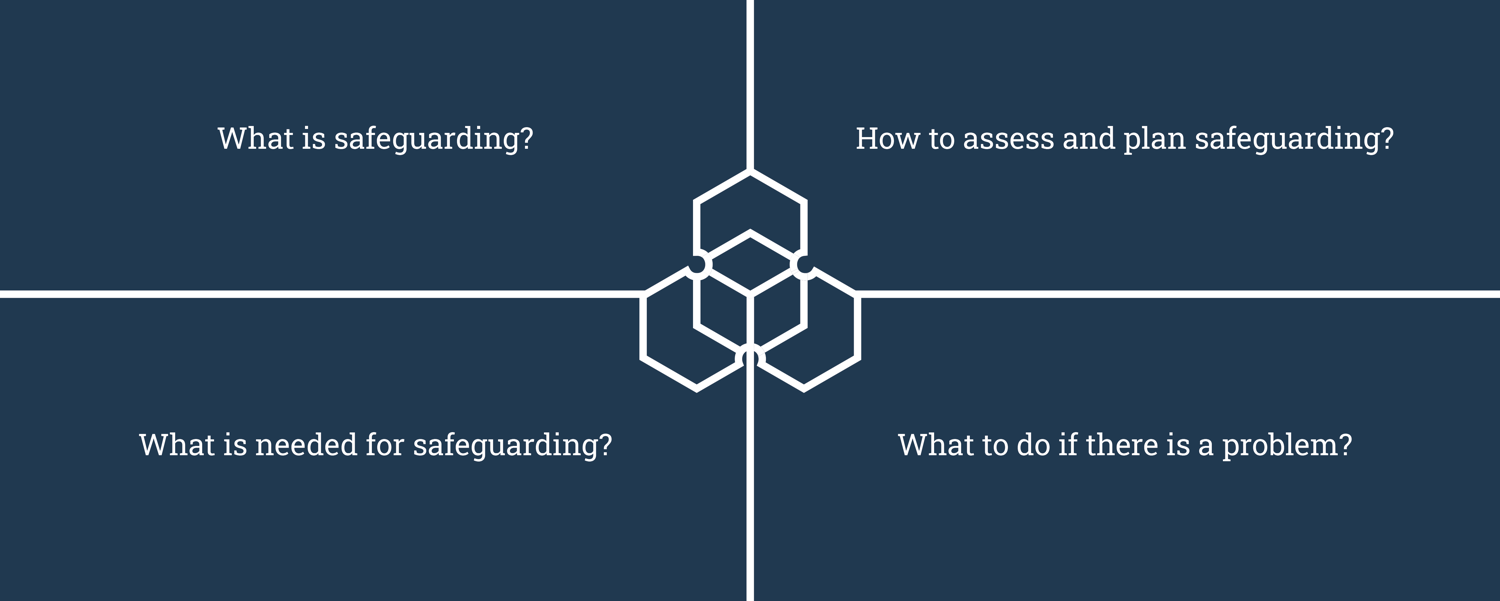 What is safeguarding?
How to assess and plan safeguarding?
What is needed for safeguarding?
What to do if there is a problem?